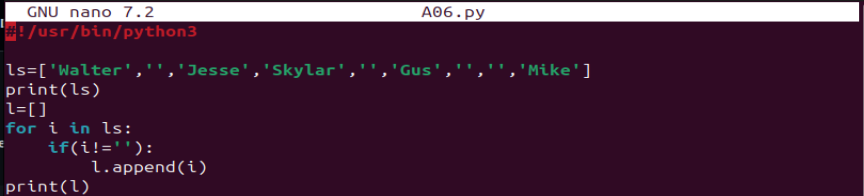 GNU nano 7.2 A06.py
#!/usr/bin/python3
ls=['Walter','','Jesse','Skylar','','Gus','','','Mike']
print(ls)
l=[]
for i in ls:
    if(i!=''):
        l.append(i)
print(l)